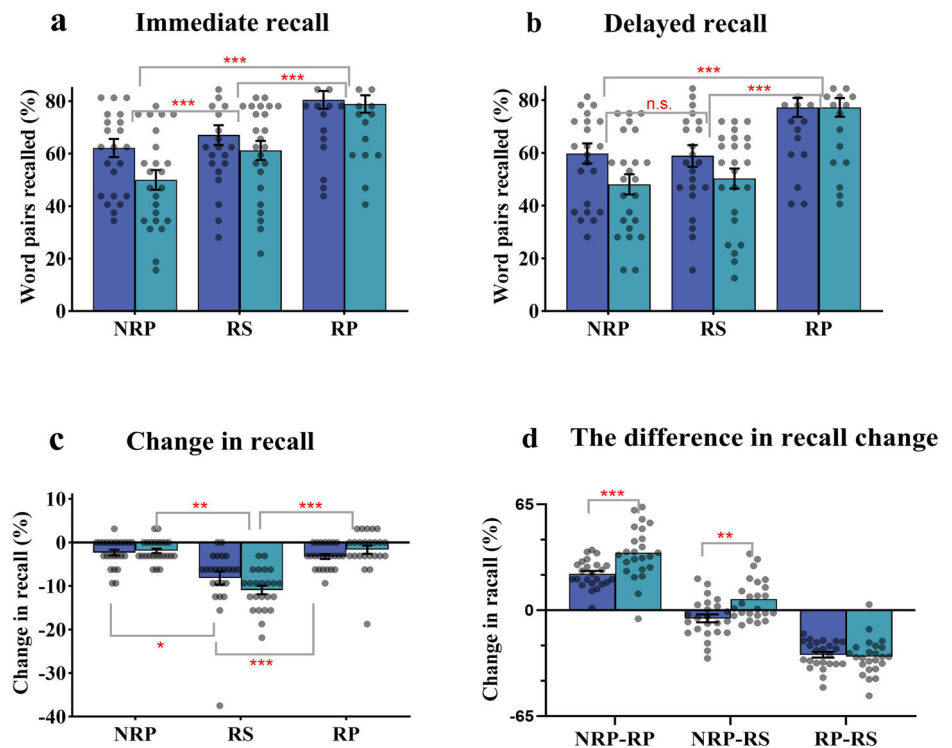 a Immediate recall
Word pairs recalled (%)
80
60
40
20
0
***
***
***
NRP RS RP
b Delayed recall
Word pairs recalled (%)
80
60
40
20
0
***
n.s.
***
NRP RS RP
c Change in recall
Change in recall (%)
10
0
-10
-20
-30
-40
**
***
*
***
NRP RS RP
d The difference in recall change
Change in racall (%)
65
0
-65
***
**
NRP-RP NRP-RS RP-RS